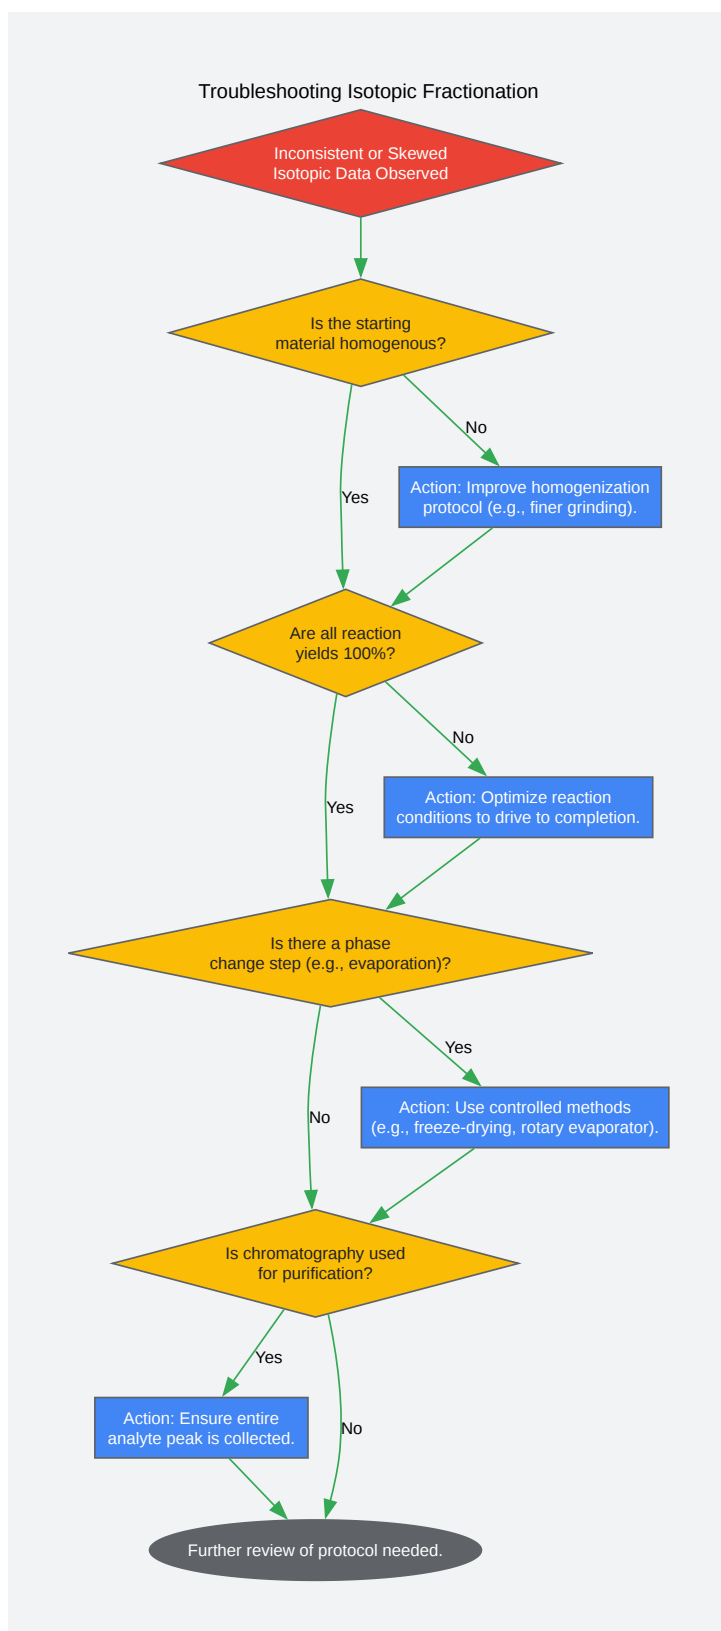 Troubleshooting Isotopic Fractionation
Inconsistent or Skewed
Isotopic Data Observed
Is the starting
material homogenous?
No
Action: Improve homogenization
protocol (e.g., finer grinding).
Yes
Are all reaction
yields 100%?
No
Action: Optimize reaction
conditions to drive to completion.
Yes
Is there a phase
change step (e.g., evaporation)?
Yes
Action: Use controlled methods
(e.g., freeze-drying, rotary evaporator).
No
Is chromatography used
for purification?
Yes
Action: Ensure entire
analyte peak is collected.
No
Further review of protocol needed.